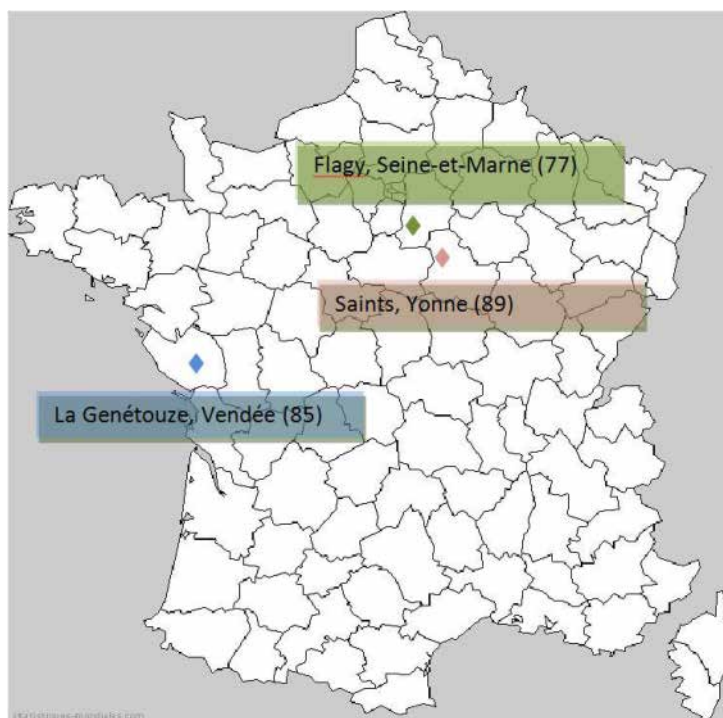 Flagy, Seine-et-Marne (77)
Saints, Yonne (89)
La Genétouze, Vendée (85)